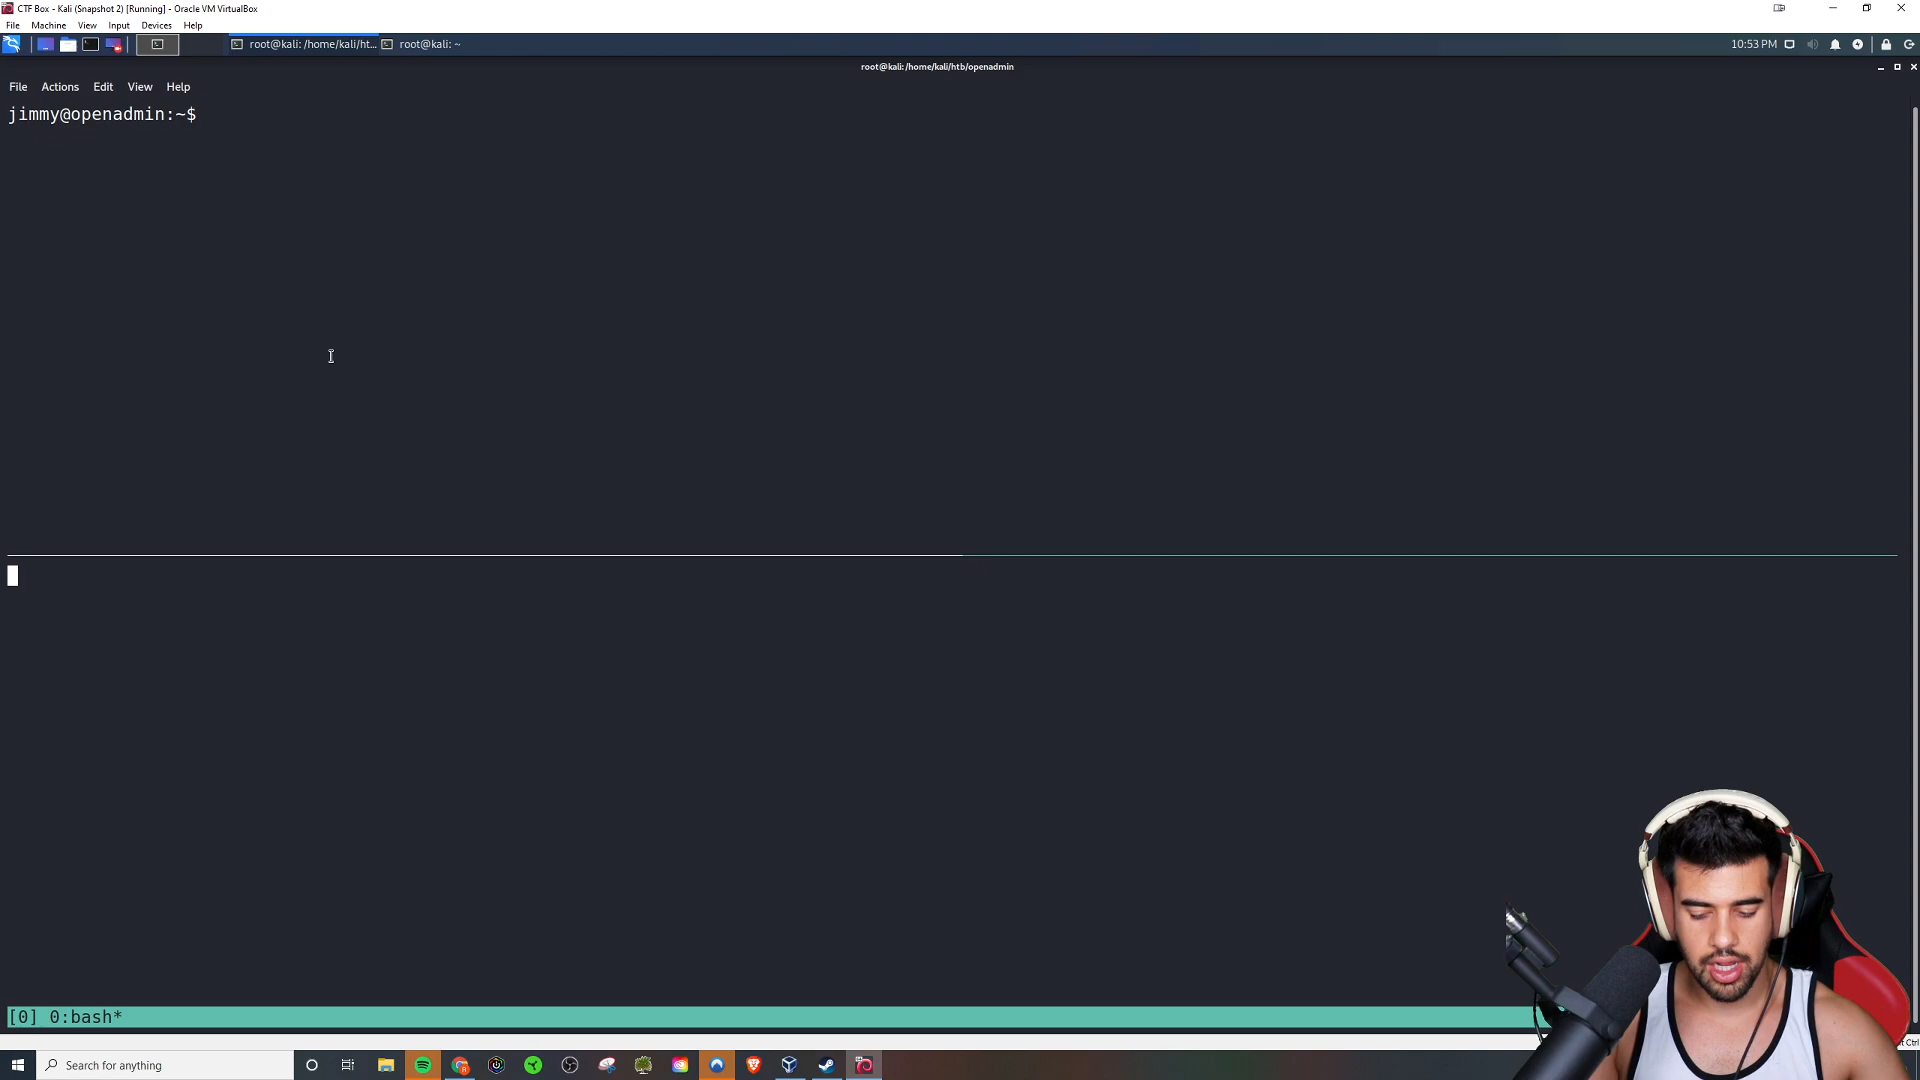 CTF Box - Kali (Snapshot 2) [Running] - Oracle VM VirtualBox
File Machine View Input Devices Help
root@kali: /home/kali/ht... root@kali: ~ 10:53 PM
root@kali: /home/kali/htb/openadmin
File Actions Edit View Help
jimmy@openadmin:~$
[0] 0:bash*
t Ctrl
Search for anything